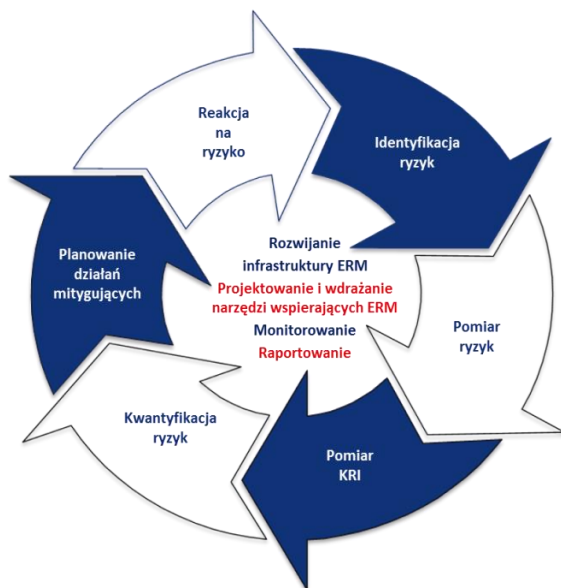 Reakcja
na
ryzyko
Identyfikacja
ryzyk
Pomiar
ryzyk
Pomiar
KRI
Kwantyfikacja
ryzyk
Planowanie
działań
mitygujących
Rozwijanie
infrastruktury ERM
Projektowanie i wdrażanie
narzędzi wspierających ERM
Monitorowanie
Raportowanie